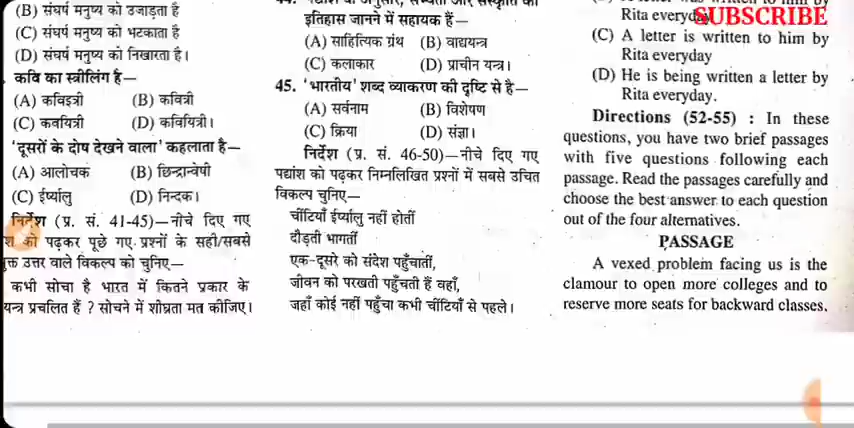 (B) संघर्ष मनुष्य को उजाड़ता है
(C) संघर्ष मनुष्य को भटकाता है
(D) संघर्ष मनुष्य को निखारता है।
कवि का स्त्रीलिंग है—
(A) कविइत्री (B) कवित्री
(C) कवयित्री (D) कवियित्री।
'दूसरों के दोष देखने वाला' कहलाता है—
(A) आलोचक (B) छिन्द्रान्वेषी
(C) ईर्ष्यालु (D) निन्दक।
निर्देश (प्र. सं. 41-45)—नीचे दिए गए
को पढ़कर पूछे गए प्रश्नों के सही/सबसे
उत्तर वाले विकल्प को चुनिए—
कभी सोचा है भारत में कितने प्रकार के
यन्त्र प्रचलित हैं ? सोचने में शीघ्रता मत कीजिए।
इतिहास जानने में सहायक हैं—
(A) साहित्यिक ग्रंथ (B) वाद्ययन्त्र
(C) कलाकार (D) प्राचीन यन्त्र।
45. 'भारतीय' शब्द व्याकरण की दृष्टि से है—
(A) सर्वनाम (B) विशेषण
(C) क्रिया (D) संज्ञा।
निर्देश (प्र. सं. 46-50)—नीचे दिए गए
पद्यांश को पढ़कर निम्नलिखित प्रश्नों में सबसे उचित
विकल्प चुनिए—
चींटियाँ ईर्ष्यालु नहीं होतीं
दौड़ती भागतीं
एक-दूसरे को संदेश पहुँचातीं,
जीवन को परखती पहुँचती हैं वहाँ,
जहाँ कोई नहीं पहुँचा कभी चींटियाँ से पहले।
Rita everyday
SUBSCRIBE
(C) A letter is written to him by
Rita everyday
(D) He is being written a letter by
Rita everyday.
Directions (52-55) : In these
questions, you have two brief passages
with five questions following each
passage. Read the passages carefully and
choose the best answer to each question
out of the four alternatives.
PASSAGE
A vexed problem facing us is the
clamour to open more colleges and to
reserve more seats for backward classes.